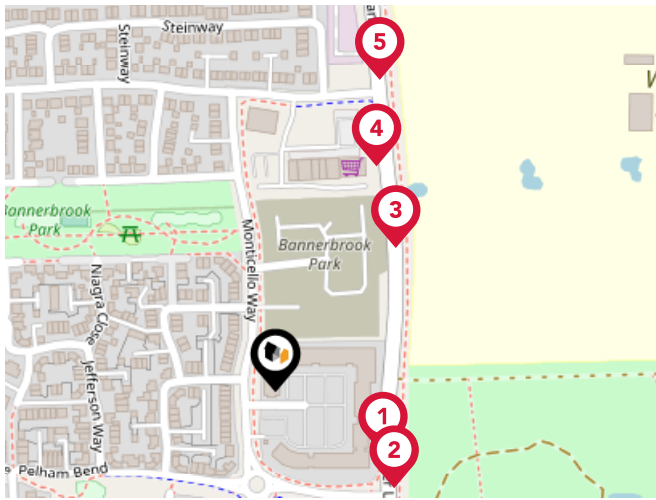 Steinway
Steinway
5
4
Bannerbrook
Park
3
Bannerbrook
Park
Monticello Way
Niagra Close
Jefferson Way
1
2
Pelham Bend